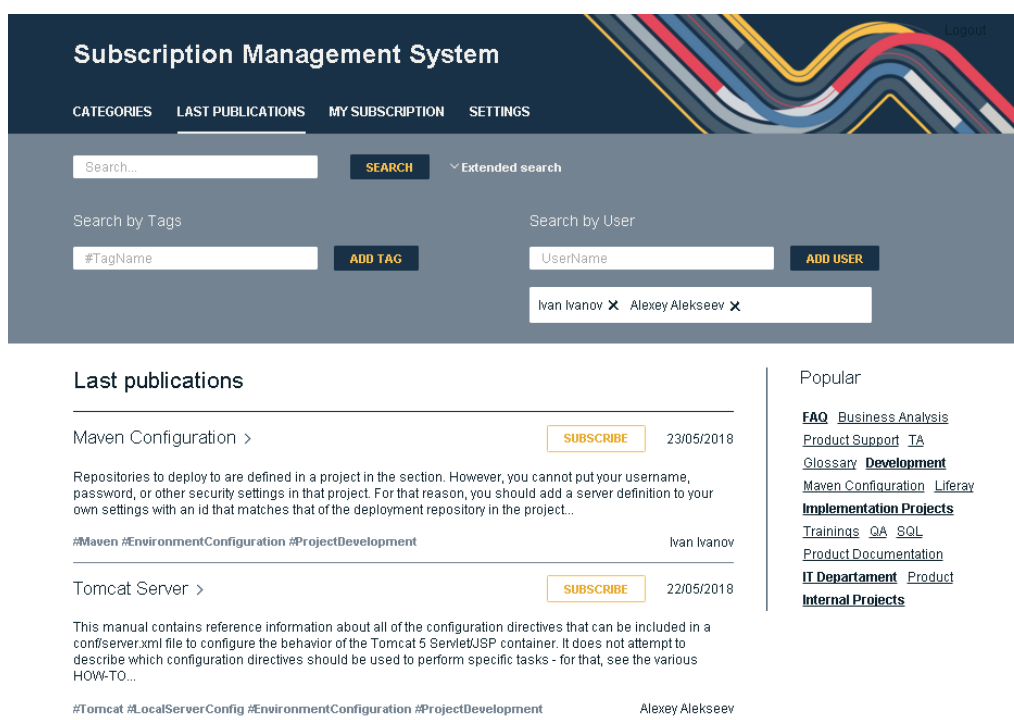 Logout
Subscription Management System
CATEGORIES LAST PUBLICATIONS MY SUBSCRIPTION SETTINGS
Search... SEARCH Extended search
Search by Tags
#TagName ADD TAG
Search by User
UserName ADD USER
Ivan Ivanov Alexey Alekseev
Last publications
Maven Configuration > SUBSCRIBE 23/05/2018
Repositories to deploy to are defined in a project in the section. However, you cannot put your username,
password, or other security settings in that project. For that reason, you should add a server definition to your
own settings with an id that matches that of the deployment repository in the project...
#Maven #EnvironmentConfiguration #ProjectDevelopment Ivan Ivanov
Tomcat Server > SUBSCRIBE 22/05/2018
This manual contains reference information about all of the configuration directives that can be included in a
conf/server.xml file to configure the behavior of the Tomcat 5 Servlet/JSP container. It does not attempt to
describe which configuration directives should be used to perform specific tasks - for that, see the various
HOW-TO...
#Tomcat #LocalServerConfig #EnvironmentConfiguration #ProjectDevelopment Alexey Alekseev
Popular
FAQ Business Analysis
Product Support TA
Glossary Development
Maven Configuration Liferay
Implementation Projects
Trainings QA SQL
Product Documentation
IT Departament Product
Internal Projects